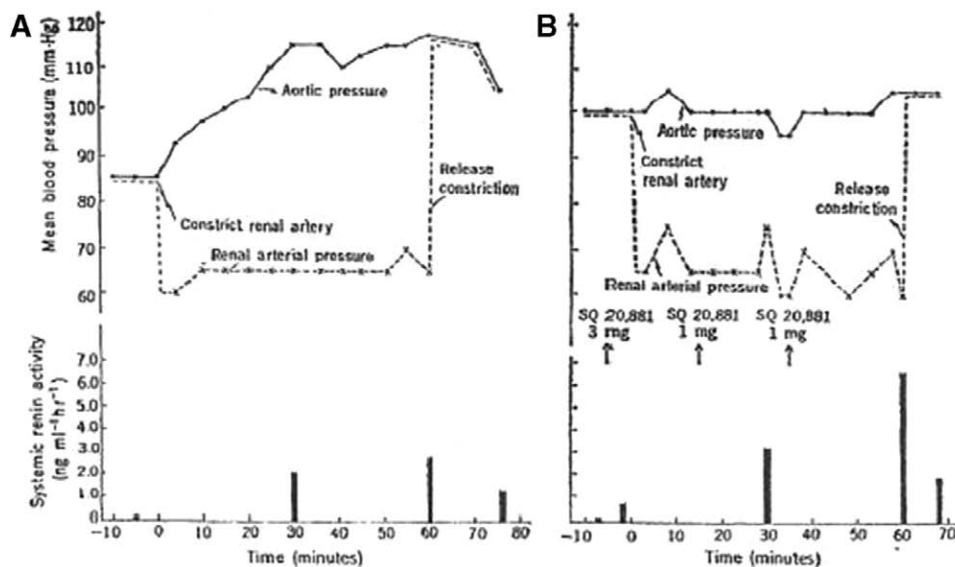 A
Mean blood pressure (mm·Hg)
120
110
100
90
80
70
60
Aortic pressure
Constrict renal artery
Renal arterial pressure
Release
constriction
Systemic renin activity
(ng ml⁻¹hr⁻¹)
7.0
6.0
5.0
4.0
3.0
2.0
1.0
0
−10 0 10 20 30 40 50 60 70 80
Time (minutes)
B
Aortic pressure
Constrict
renal artery
Release
constriction
Renal arterial pressure
SQ 20,881 SQ 20,881 SQ 20,881
3 mg 1 mg 1 mg
−10 0 10 20 30 40 50 60 70
Time (minutes)